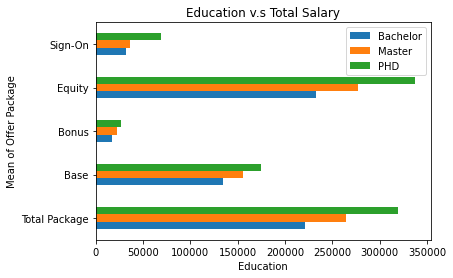 Education v.s Total Salary
Bachelor
Master
PHD
Sign-On
Equity
Bonus
Base
Total Package
Mean of Offer Package
0 50000 100000 150000 200000 250000 300000 350000
Education